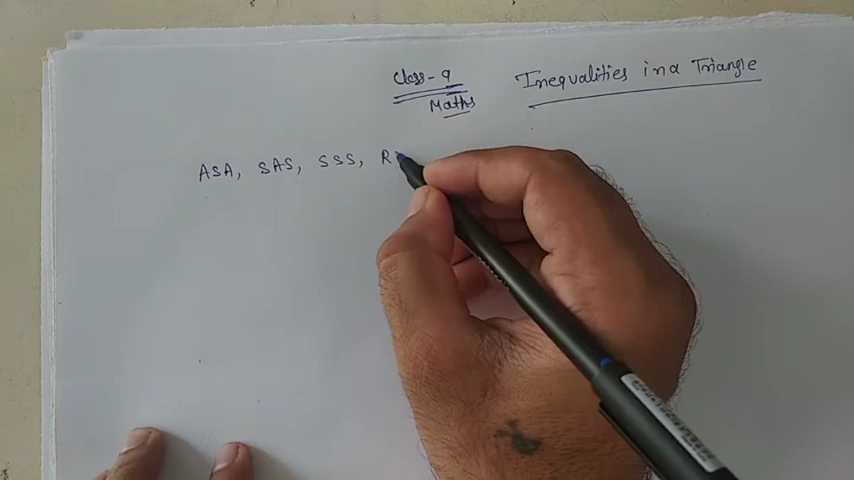 Class-9
Maths
Inequalities in a Triangle
ASA, SAS, SSS, R